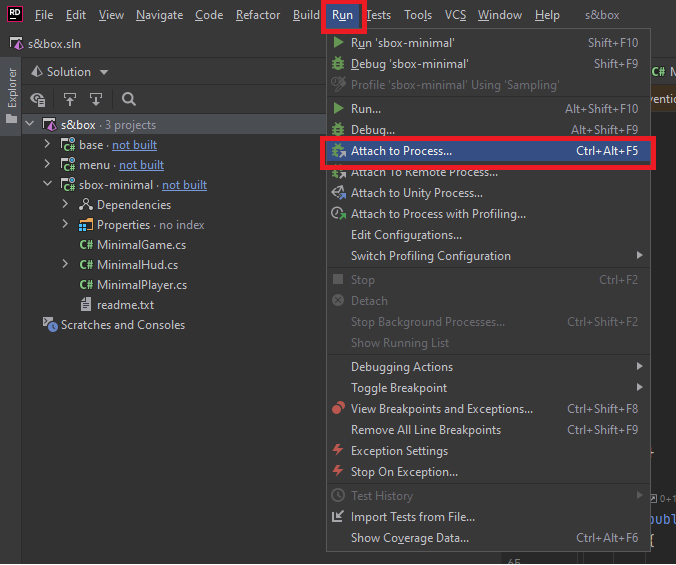 RD File Edit View Navigate Code Refactor Build Run Tests Tools VCS Window Help s&box
s&box.sln
Explorer
Solution
s&box · 3 projects
base · not built
menu · not built
sbox-minimal · not built
Dependencies
Properties · no index
C# MinimalGame.cs
C# MinimalHud.cs
C# MinimalPlayer.cs
readme.txt
Scratches and Consoles
Run 'sbox-minimal' Shift+F10
Debug 'sbox-minimal' Shift+F9
Profile 'sbox-minimal' Using 'Sampling'
Run... Alt+Shift+F10
Debug... Alt+Shift+F9
Attach to Process... Ctrl+Alt+F5
Attach To Remote Process...
Attach to Unity Process...
Attach to Process with Profiling...
Edit Configurations...
Switch Profiling Configuration
Stop Ctrl+F2
Detach
Stop Background Processes... Ctrl+Shift+F2
Show Running List
Debugging Actions
Toggle Breakpoint
View Breakpoints and Exceptions... Ctrl+Shift+F8
Remove All Line Breakpoints Ctrl+Shift+F9
Exception Settings
Stop On Exception...
Test History
Import Tests from File...
Show Coverage Data... Ctrl+Alt+F6
C#
{
65